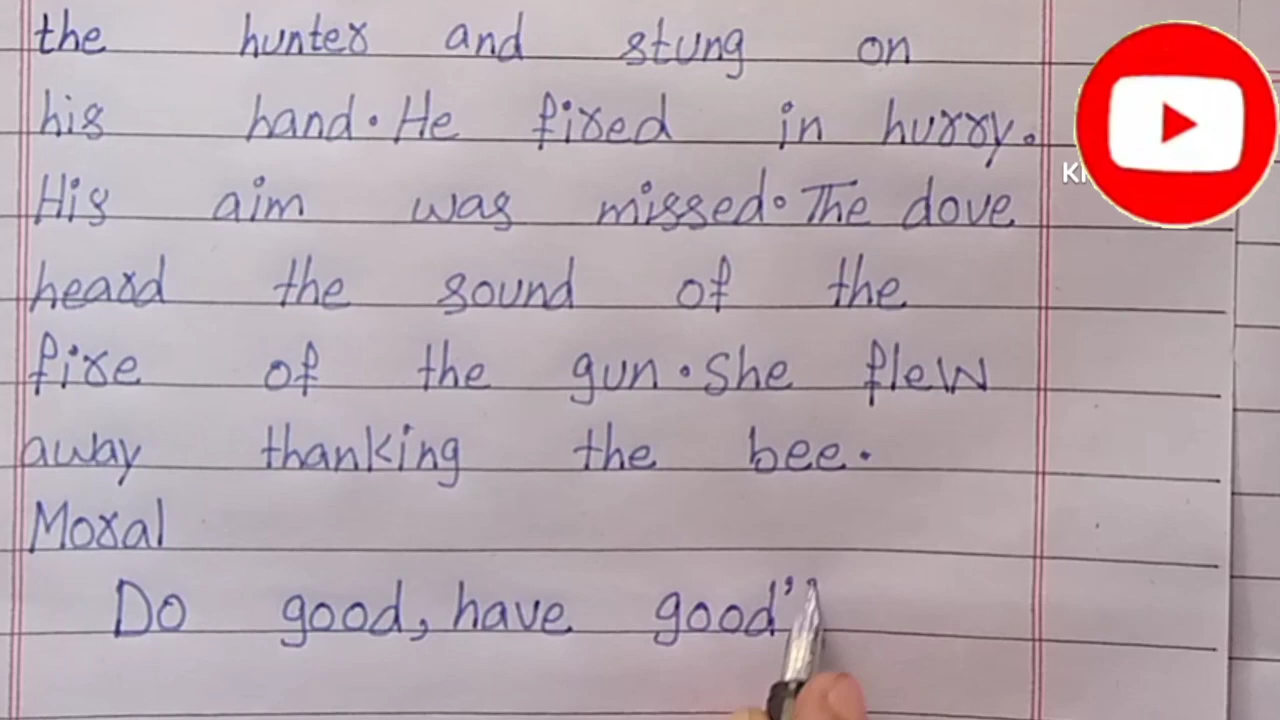 the hunter and stung on
his hand. He fired in hurry.
His aim was missed. The dove
heard the sound of the
fire of the gun. She flew
away thanking the bee.
Moral
Do good, have good"